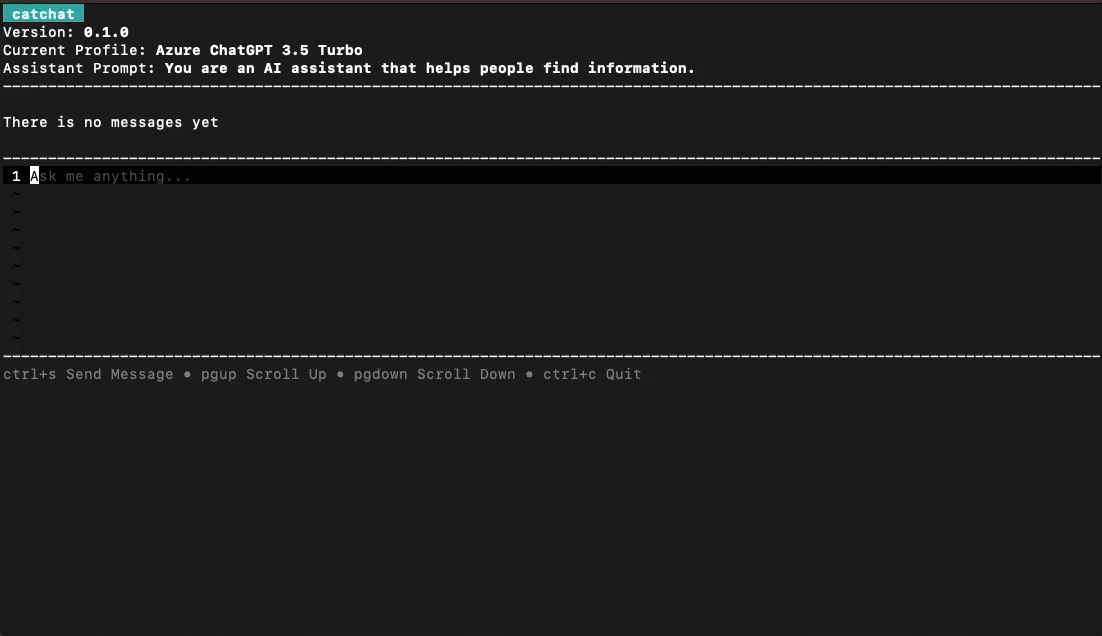 catchat
Version: 0.1.0
Current Profile: Azure ChatGPT 3.5 Turbo
Assistant Prompt: You are an AI assistant that helps people find information.
There is no messages yet
1 Ask me anything...
~
~
~
~
~
~
~
~
~
ctrl+s Send Message • pgup Scroll Up • pgdown Scroll Down • ctrl+c Quit